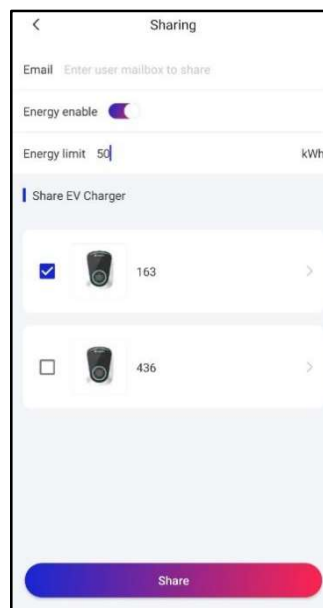 Sharing
Email Enter user mailbox to share
Energy enable
Energy limit 50 kWh
Share EV Charger
163
436
Share